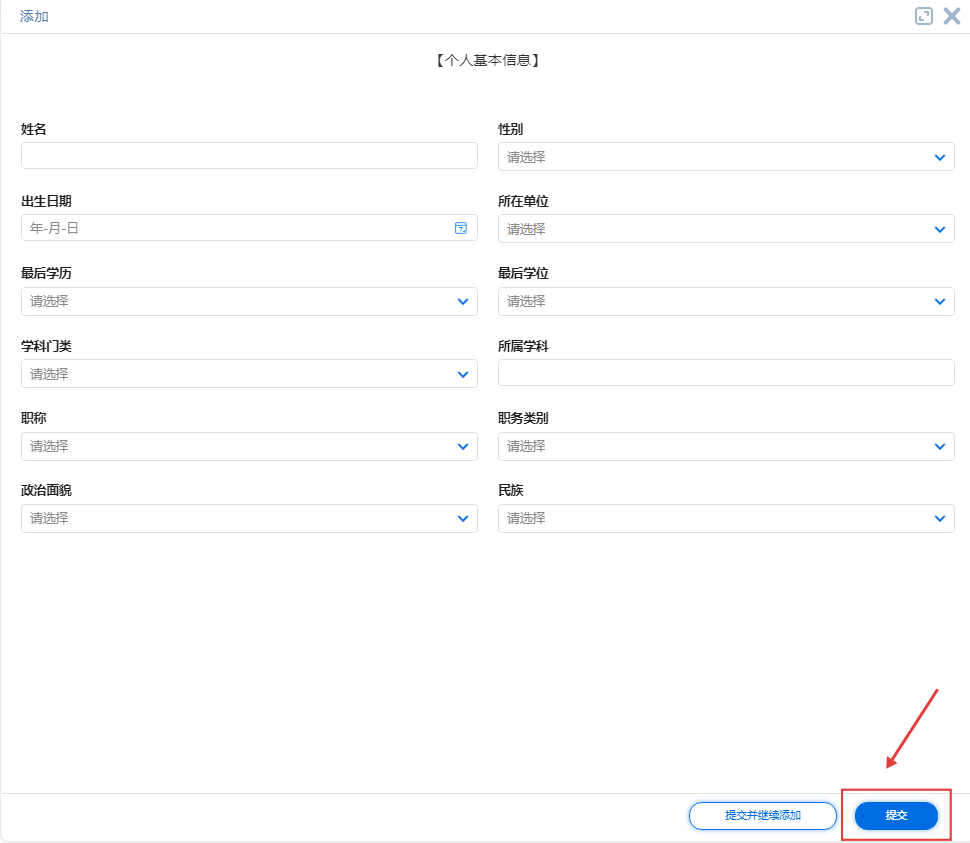 添加
【个人基本信息】
姓名 性别
请选择
出生日期 所在单位
年-月-日 请选择
最后学历 最后学位
请选择 请选择
学科门类 所属学科
请选择
职称 职务类别
请选择 请选择
政治面貌 民族
请选择 请选择
提交并继续添加 提交